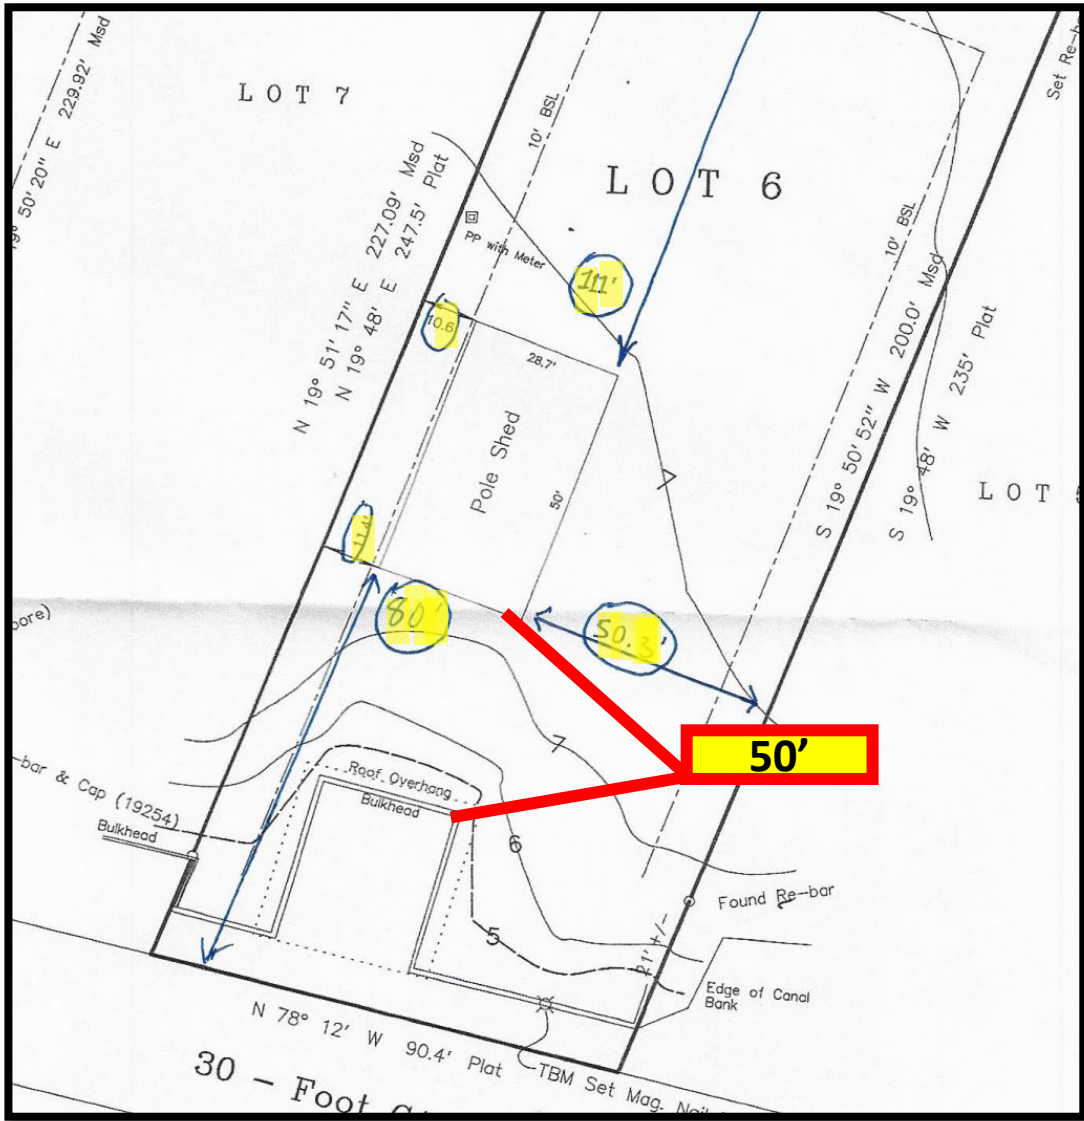 50' 20" E 229.92' Msd
LOT 7
10' BSL
Set Re-b
LOT 6
N 19° 51' 17" E 227.09' Msd
N 19° 48' E 247.5' Plat
PP with Meter
10' BSL
111'
10.6
28.7'
Pole Shed
50'
S 19° 50' 52" W 200.0' Msd
S 19° 48' W 235' Plat
LOT
7
11.4'
80'
50.3'
50'
-bar & Cap (19254)
Bulkhead
Roof Overhang
Bulkhead
7
6
5
Found Re-bar
21' +/-
Edge of Canal
Bank
N 78° 12' W 90.4' Plat
TBM Set Mag. Nail
30 - Foot